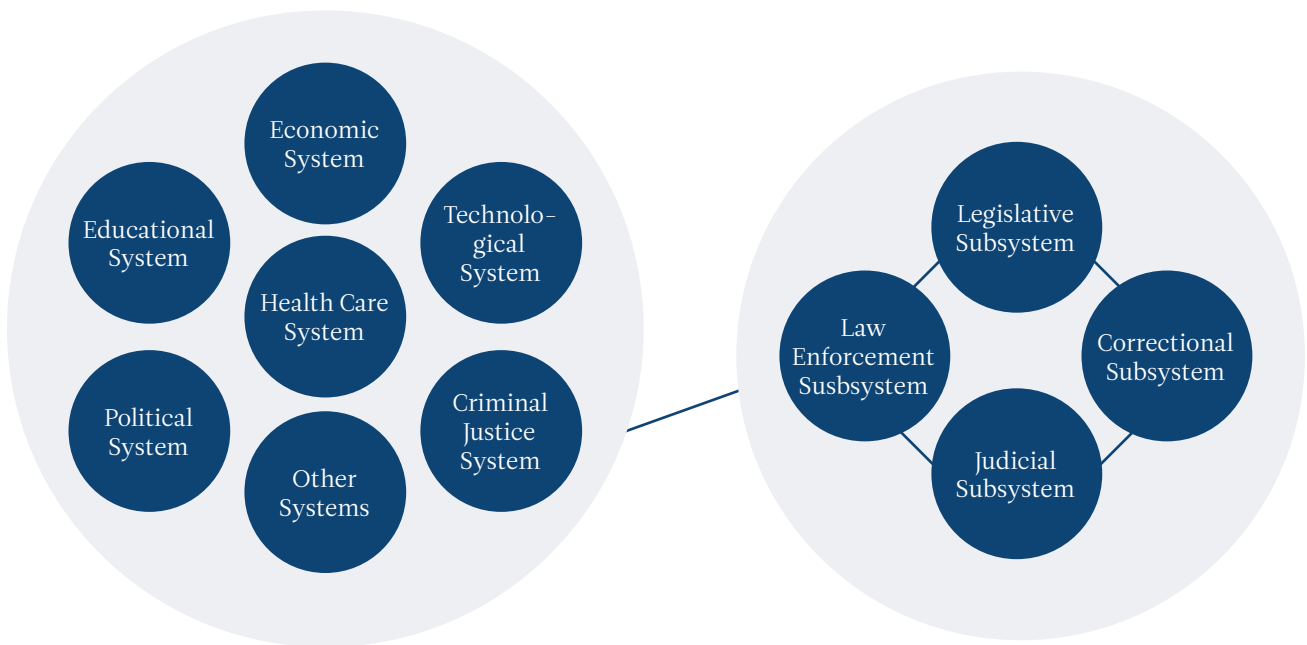 Economic
System
Educational
System
Technolo-
gical
System
Health Care
System
Political
System
Criminal
Justice
System
Other
Systems
Legislative
Subsystem
Law
Enforcement
Susbsystem
Correctional
Subsystem
Judicial
Subsystem